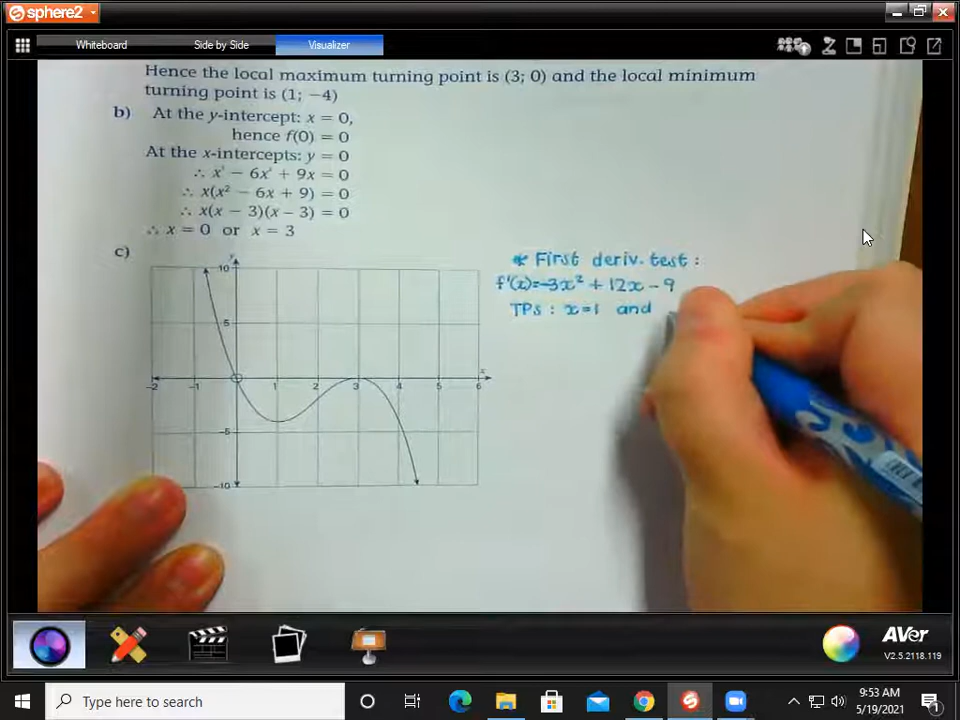 sphere2
Whiteboard
Side by Side
Visualizer
Hence the local maximum turning point is (3; 0) and the local minimum
turning point is (1; −4)
b) At the y-intercept: x = 0,
hence f(0) = 0
At the x-intercepts: y = 0
∴ x³ − 6x² + 9x = 0
∴ x(x² − 6x + 9) = 0
∴ x(x − 3)(x − 3) = 0
∴ x = 0 or x = 3
c)
y
10
5
-2 -1 1 2 3 4 5 6 x
-5
-10
* First deriv. test :
f'(x)=-3x² + 12x - 9
TPs : x=1 and
AVer
V2.5.2118.119
Type here to search
9:53 AM
5/19/2021
1